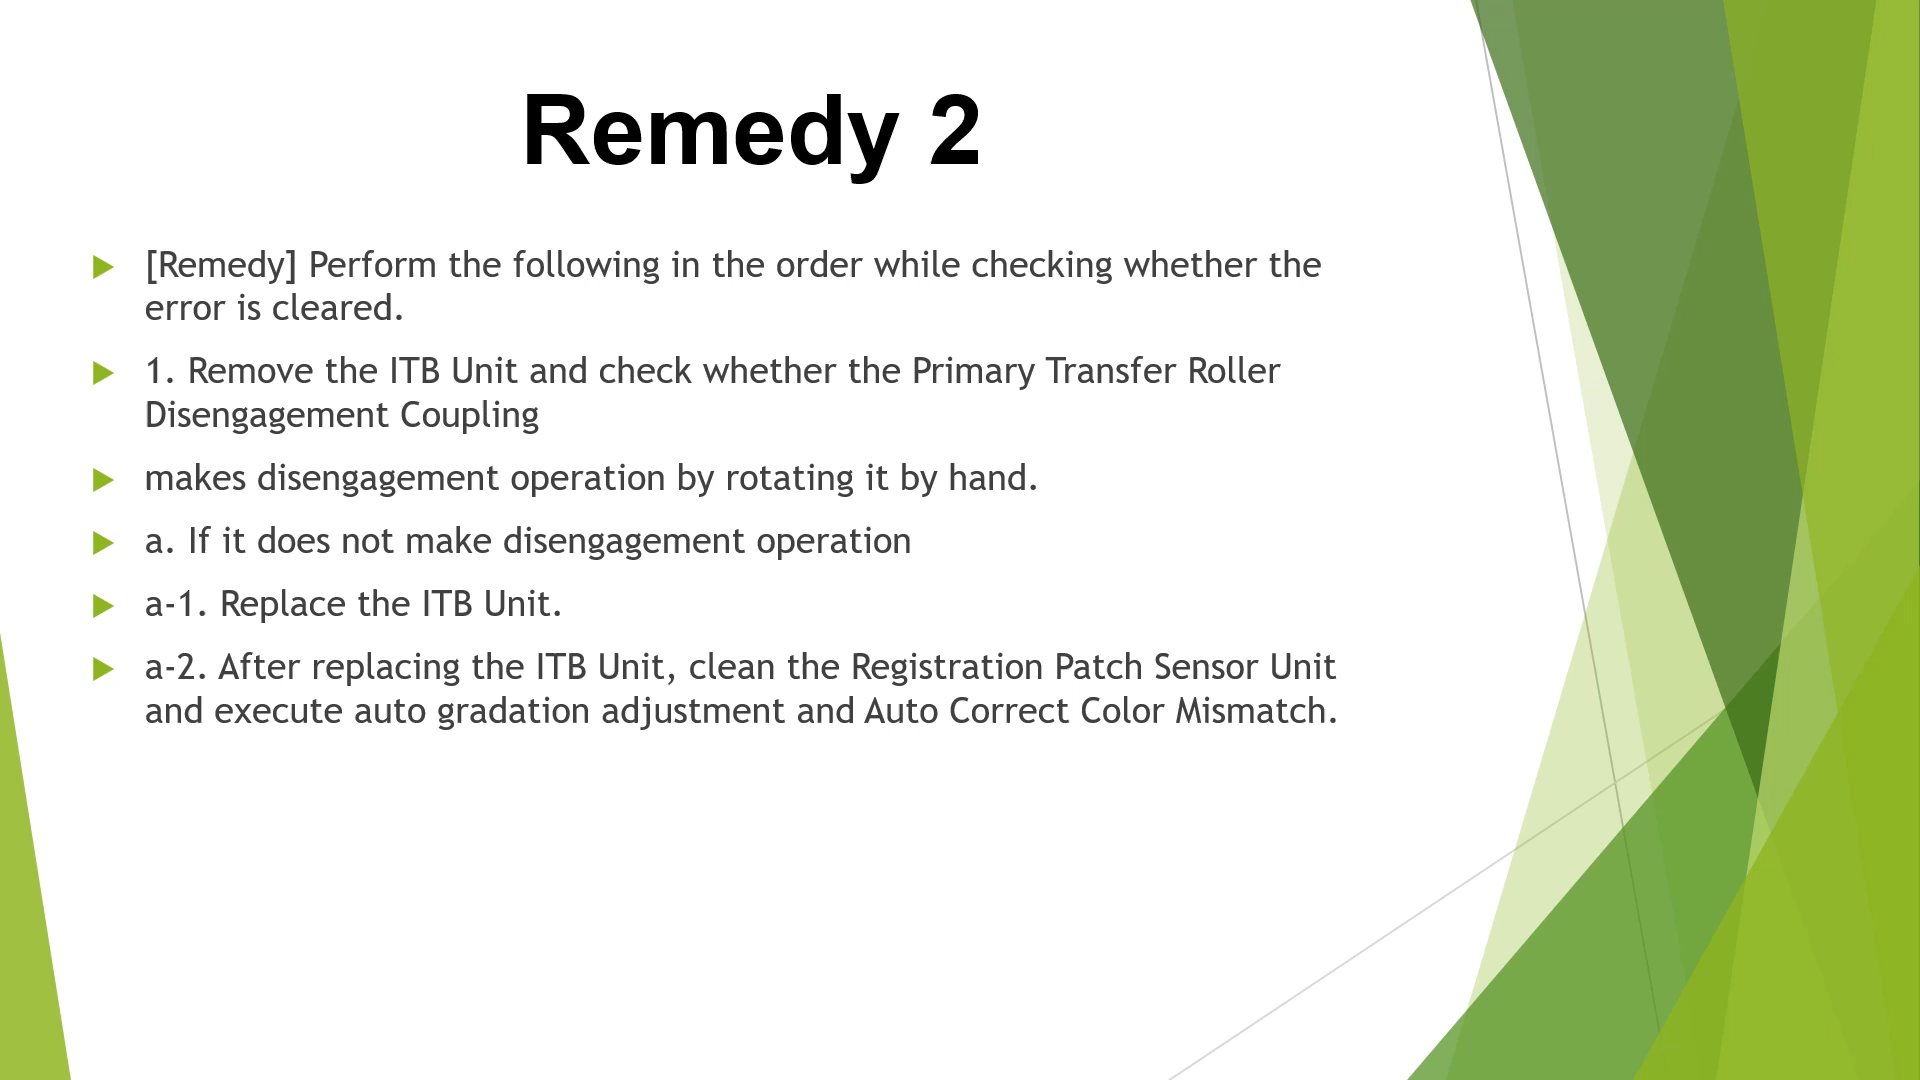 Remedy 2
[Remedy] Perform the following in the order while checking whether the
error is cleared.
1. Remove the ITB Unit and check whether the Primary Transfer Roller
Disengagement Coupling
makes disengagement operation by rotating it by hand.
a. If it does not make disengagement operation
a-1. Replace the ITB Unit.
a-2. After replacing the ITB Unit, clean the Registration Patch Sensor Unit
and execute auto gradation adjustment and Auto Correct Color Mismatch.